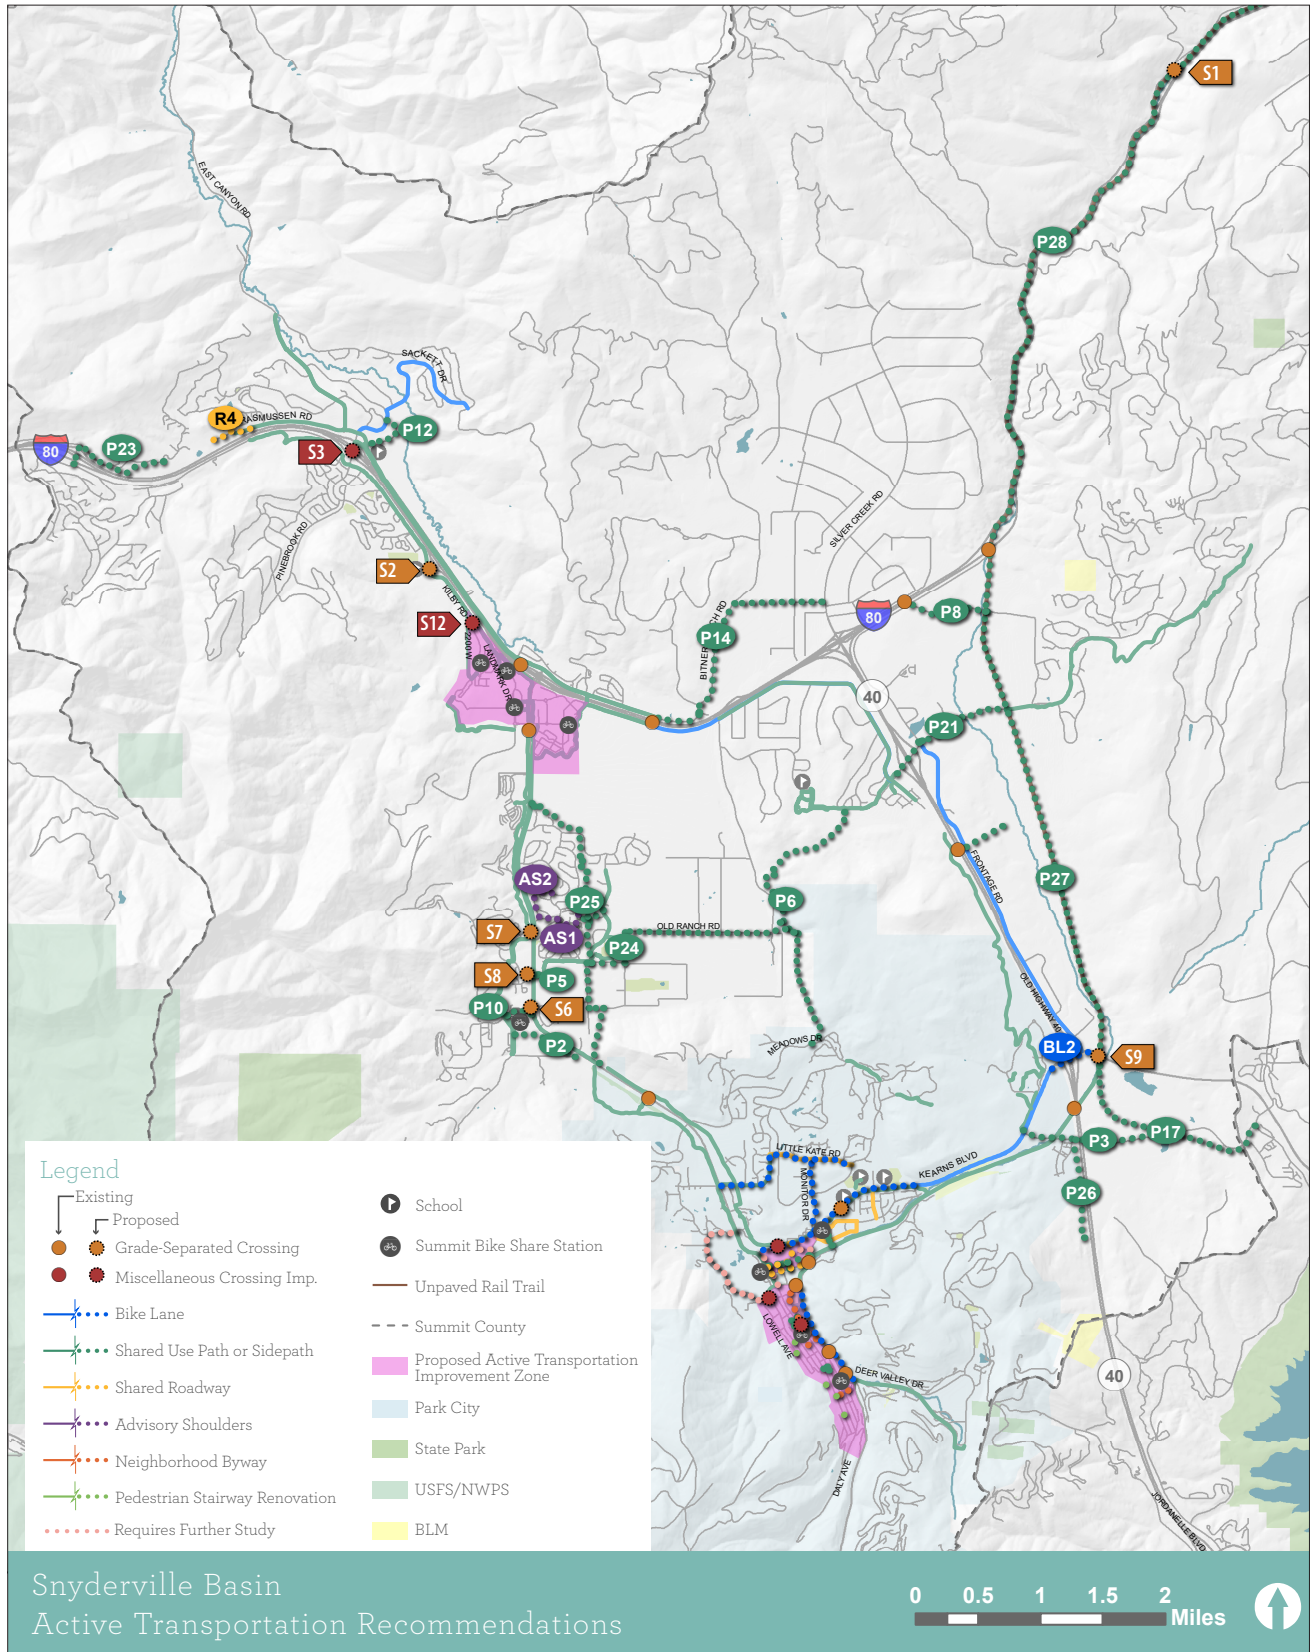 S1
P28
EAST CANYON RD
SACKETT DR
R4
RASMUSSEN RD
P12
80
P23
S3
PINEBROOK RD
S2
KILBY RD
SILVER CREEK RD
S12
2200W
LANDMARK DR
80
P8
P14
40
P21
AS2
P25
P6
P27
FRONTAGE RD
S7
AS1
OLD RANCH RD
P24
S8
P5
P10
S6
OLD HIGHWAY 40
P2
MEADOWS DR
BL2
S9
P3
P17
LITTLE KATE RD
MONITOR DR
KEARNS BLVD
P26
LOWELL AVE
DEER VALLEY DR
40
DALY AVE
JORDANELLE BLVD
Legend
Existing
Proposed
Grade-Separated Crossing
Miscellaneous Crossing Imp.
Bike Lane
Shared Use Path or Sidepath
Shared Roadway
Advisory Shoulders
Neighborhood Byway
Pedestrian Stairway Renovation
Requires Further Study
School
Summit Bike Share Station
Unpaved Rail Trail
Summit County
Proposed Active Transportation
Improvement Zone
Park City
State Park
USFS/NWPS
BLM
Snyderville Basin
Active Transportation Recommendations
0 0.5 1 1.5 2
Miles